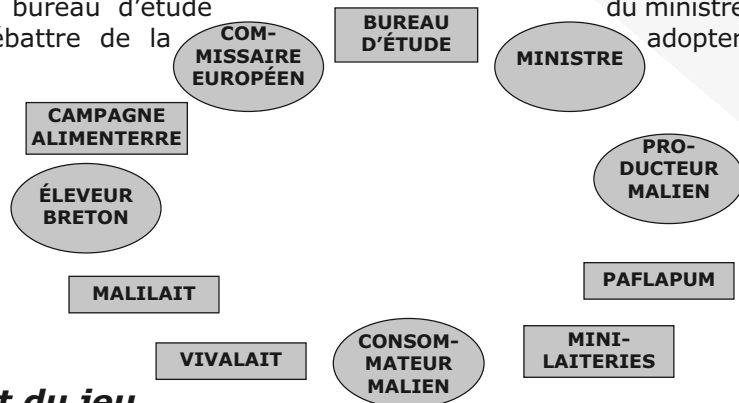 bureau d'étude
ébattre de la
du ministre
adopter
COM-
MISSAIRE
EUROPÉEN
BUREAU
D'ÉTUDE
MINISTRE
CAMPAGNE
ALIMENTERRE
PRO-
DUCTEUR
MALIEN
ÉLEVEUR
BRETON
PAFLAPUM
MALILAIT
MINI-
LAITERIES
CONSOM-
MATEUR
MALIEN
VIVALAIT
t du jeu